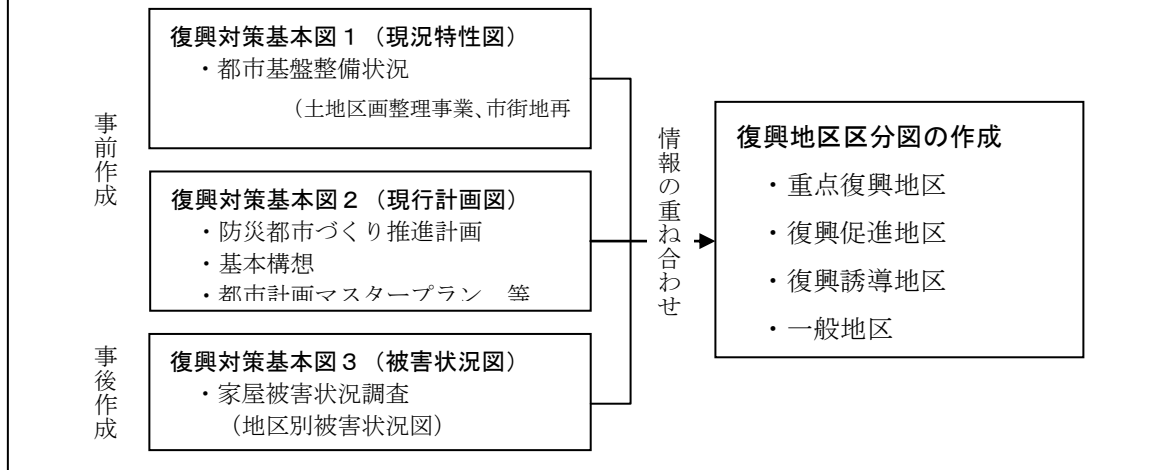 事前作成
復興対策基本図１（現況特性図）
・都市基盤整備状況
（土地区画整理事業、市街地再
復興対策基本図２（現行計画図）
・防災都市づくり推進計画
・基本構想
・都市計画マスタープラン　等
事後作成
復興対策基本図３（被害状況図）
・家屋被害状況調査
（地区別被害状況図）
情報の重ね合わせ
復興地区区分図の作成
・重点復興地区
・復興促進地区
・復興誘導地区
・一般地区